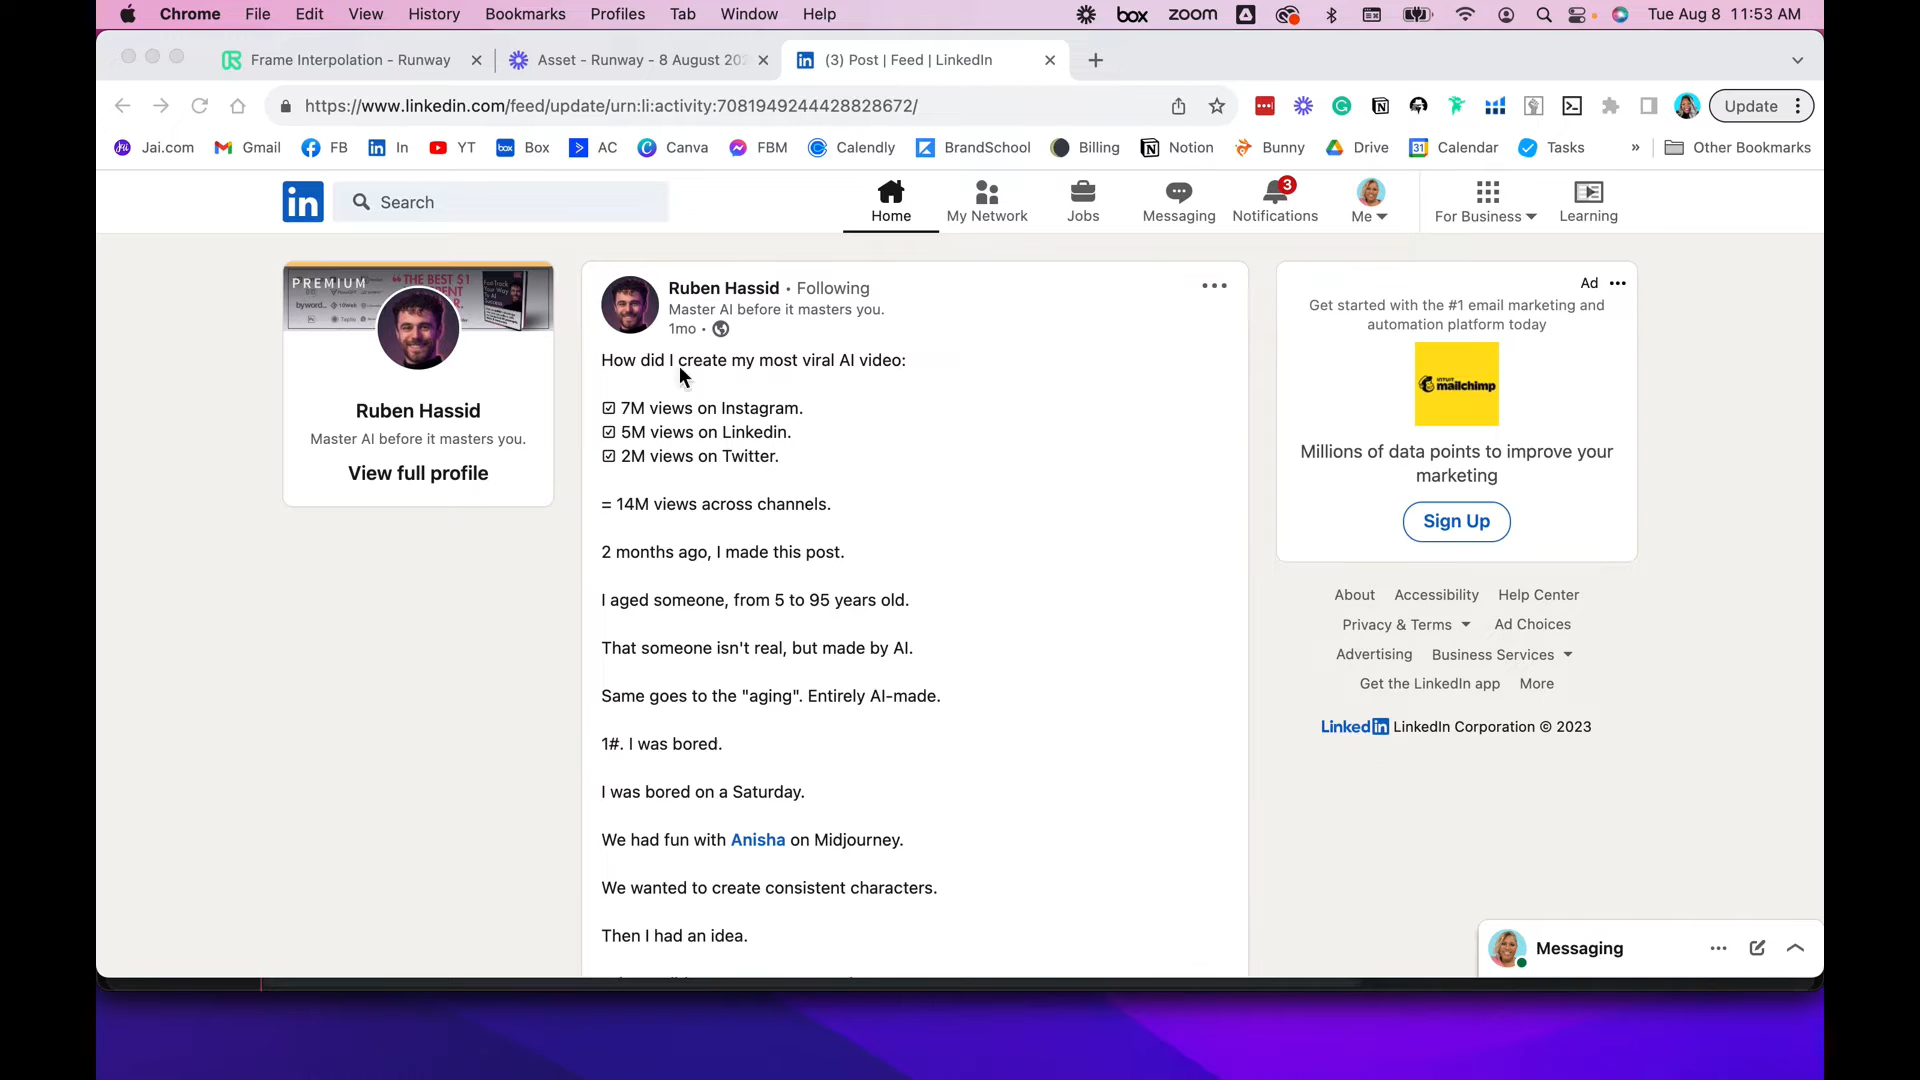 Chrome File Edit View History Bookmarks Profiles Tab Window Help box zoom Tue Aug 8 11:53 AM
Frame Interpolation - Runway
Asset - Runway - 8 August 202
(3) Post | Feed | LinkedIn
https://www.linkedin.com/feed/update/urn:li:activity:7081949244428828672/
Update
Jai.com Gmail FB In YT Box AC Canva FBM Calendly BrandSchool Billing Notion Bunny Drive Calendar Tasks » Other Bookmarks
Search
Home My Network Jobs Messaging Notifications 3 Me For Business Learning
PREMIUM
Ruben Hassid
Master AI before it masters you.
View full profile
Ruben Hassid • Following
Master AI before it masters you.
1mo •
How did I create my most viral AI video:
☑ 7M views on Instagram.
☑ 5M views on Linkedin.
☑ 2M views on Twitter.
= 14M views across channels.
2 months ago, I made this post.
I aged someone, from 5 to 95 years old.
That someone isn't real, but made by AI.
Same goes to the "aging". Entirely AI-made.
1#. I was bored.
I was bored on a Saturday.
We had fun with Anisha on Midjourney.
We wanted to create consistent characters.
Then I had an idea.
Ad
Get started with the #1 email marketing and
automation platform today
INTUIT
mailchimp
Millions of data points to improve your
marketing
Sign Up
About Accessibility Help Center
Privacy & Terms Ad Choices
Advertising Business Services
Get the LinkedIn app More
LinkedIn LinkedIn Corporation © 2023
Messaging